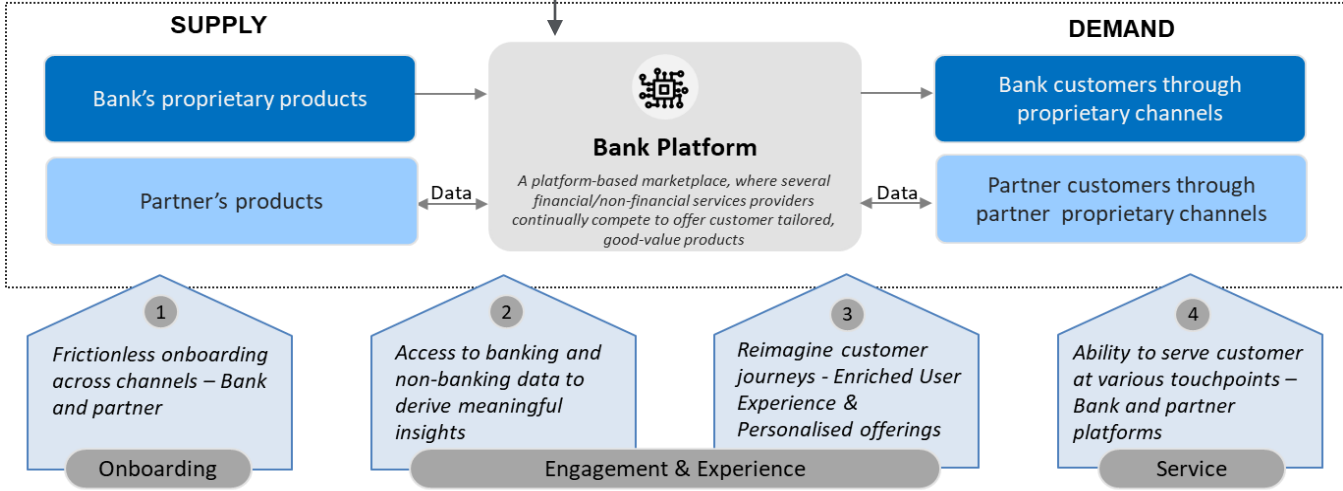 SUPPLY
DEMAND
Bank's proprietary products
Partner's products
Data
Bank Platform
A platform-based marketplace, where several
financial/non-financial services providers
continually compete to offer customer tailored,
good-value products
Data
Bank customers through
proprietary channels
Partner customers through
partner proprietary channels
1
Frictionless onboarding
across channels – Bank
and partner
2
Access to banking and
non-banking data to
derive meaningful
insights
3
Reimagine customer
journeys - Enriched User
Experience &
Personalised offerings
4
Ability to serve customer
at various touchpoints –
Bank and partner
platforms
Onboarding
Engagement & Experience
Service